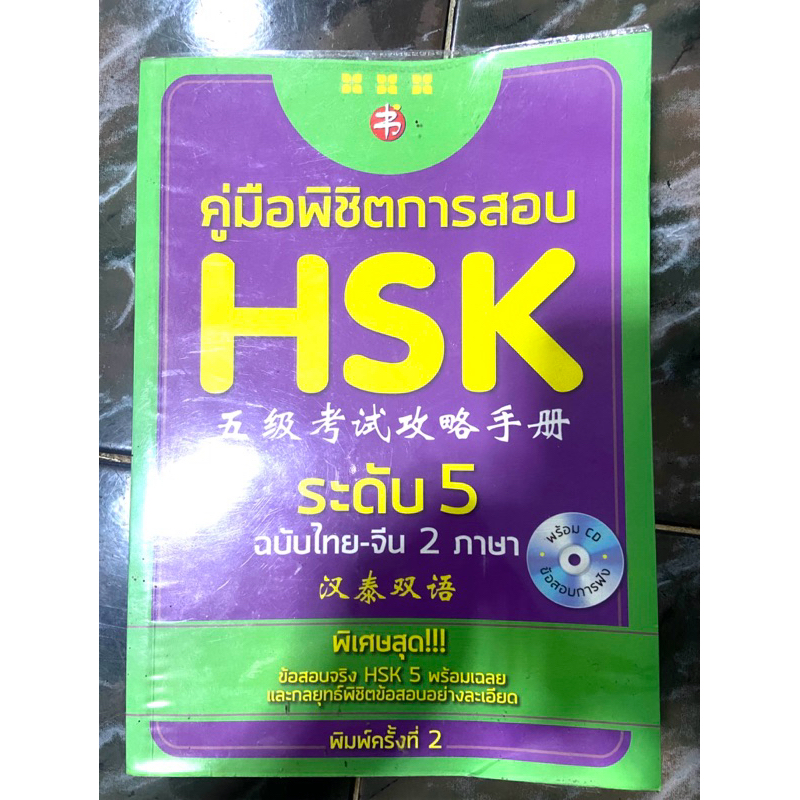 书
คู่มือพิชิตการสอบ
HSK
五级考试攻略手册
ระดับ 5
ฉบับไทย-จีน 2 ภาษา
汉泰双语
พร้อม CD
ข้อสอบการฟัง
พิเศษสุด!!!
ข้อสอบจริง HSK 5 พร้อมเฉลย
และกลยุทธ์พิชิตข้อสอบอย่างละเอียด
พิมพ์ครั้งที่ 2